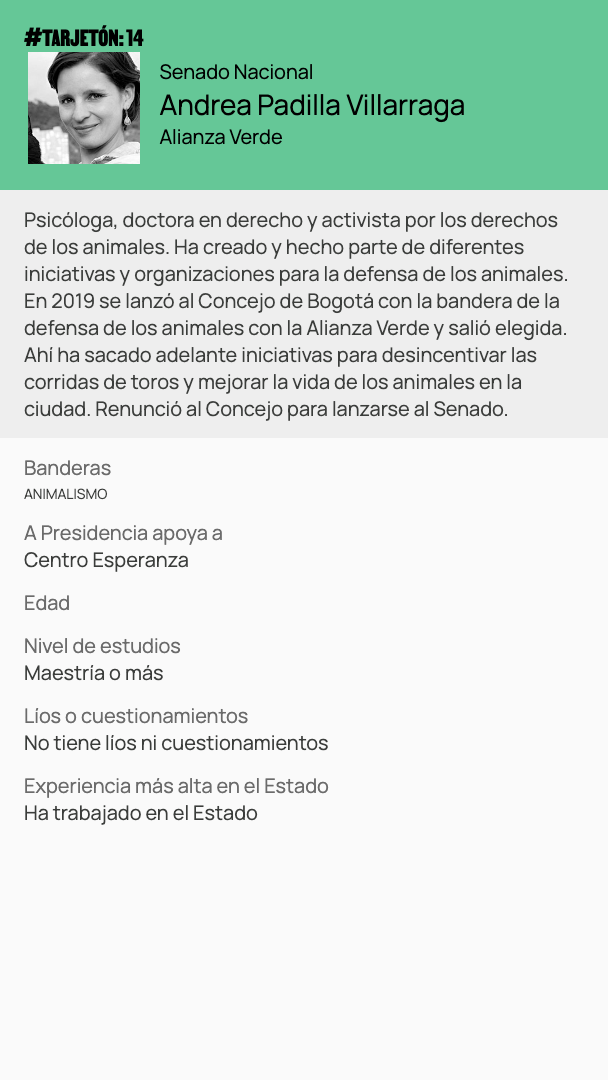 #TARJETÓN: 14
Senado Nacional
Andrea Padilla Villarraga
Alianza Verde
Psicóloga, doctora en derecho y activista por los derechos
de los animales. Ha creado y hecho parte de diferentes
iniciativas y organizaciones para la defensa de los animales.
En 2019 se lanzó al Concejo de Bogotá con la bandera de la
defensa de los animales con la Alianza Verde y salió elegida.
Ahí ha sacado adelante iniciativas para desincentivar las
corridas de toros y mejorar la vida de los animales en la
ciudad. Renunció al Concejo para lanzarse al Senado.
Banderas
ANIMALISMO
A Presidencia apoya a
Centro Esperanza
Edad
Nivel de estudios
Maestría o más
Líos o cuestionamientos
No tiene líos ni cuestionamientos
Experiencia más alta en el Estado
Ha trabajado en el Estado